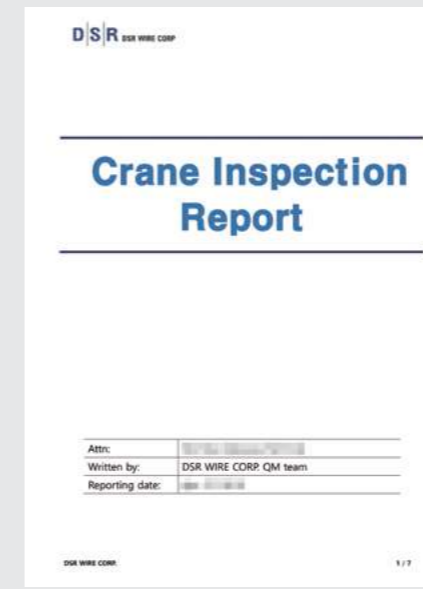 D|S|R DSR WIRE CORP
Crane Inspection
Report
Attn:
Written by: DSR WIRE CORP. QM team
Reporting date:
DSR WIRE CORP. 1 / 7